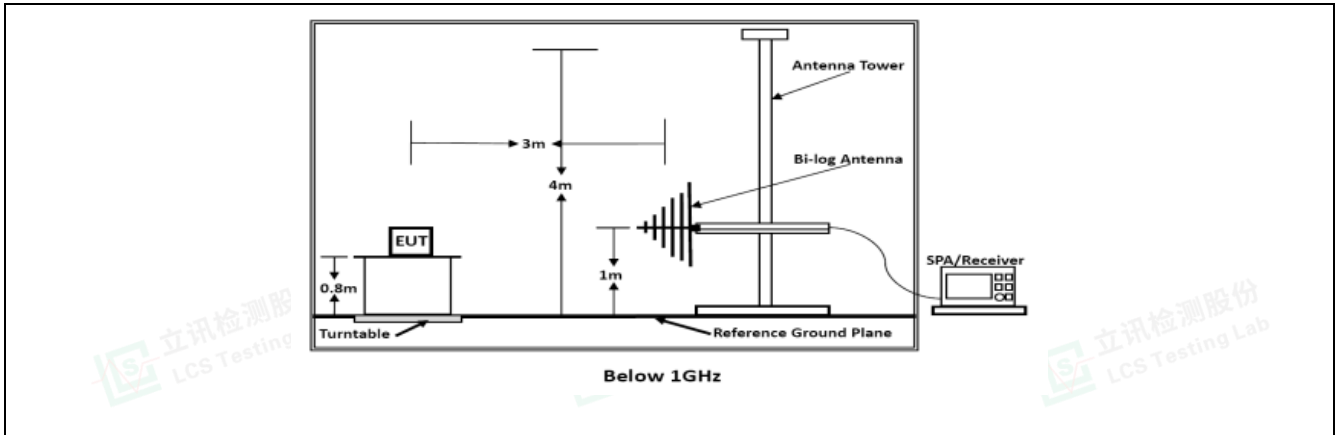 Antenna Tower
3m
Bi-log Antenna
4m
EUT
SPA/Receiver
1m
0.8m
Turntable
Reference Ground Plane
Below 1GHz
立讯检测股
LCS Testing
立讯检测股份
LCS Testing Lab